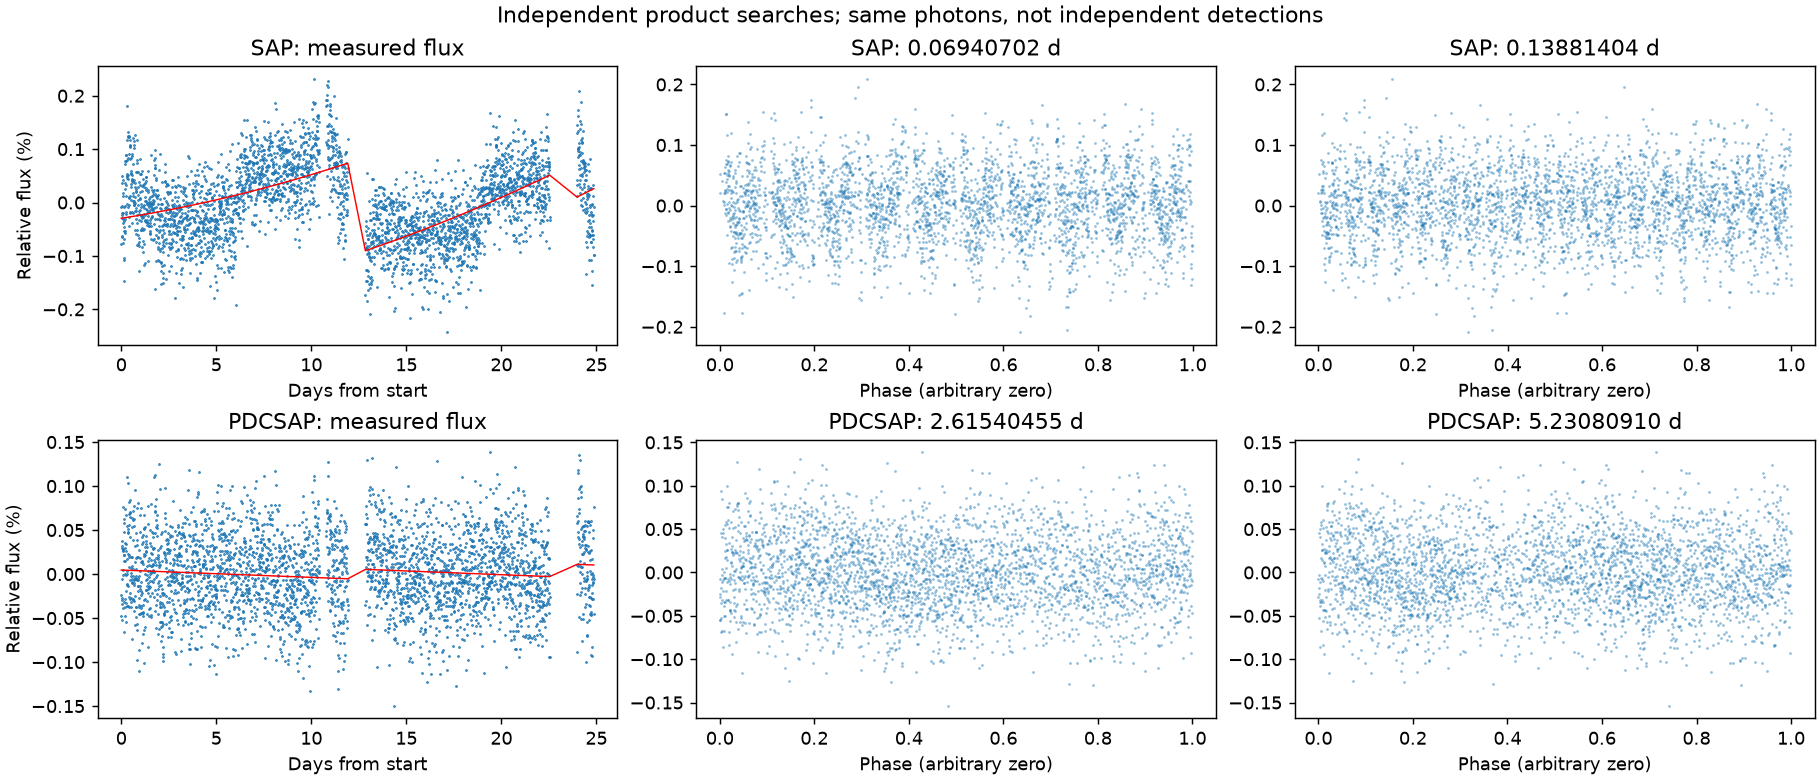 Independent product searches; same photons, not independent detections
SAP: measured flux
SAP: 0.06940702 d
SAP: 0.13881404 d
Relative flux (%)
0.2
0.1
0.0
−0.1
−0.2
0 5 10 15 20 25
Days from start
0.2
0.1
0.0
−0.1
−0.2
0.0 0.2 0.4 0.6 0.8 1.0
Phase (arbitrary zero)
0.2
0.1
0.0
−0.1
−0.2
0.0 0.2 0.4 0.6 0.8 1.0
Phase (arbitrary zero)
PDCSAP: measured flux
PDCSAP: 2.61540455 d
PDCSAP: 5.23080910 d
Relative flux (%)
0.15
0.10
0.05
0.00
−0.05
−0.10
−0.15
0 5 10 15 20 25
Days from start
0.15
0.10
0.05
0.00
−0.05
−0.10
−0.15
0.0 0.2 0.4 0.6 0.8 1.0
Phase (arbitrary zero)
0.15
0.10
0.05
0.00
−0.05
−0.10
−0.15
0.0 0.2 0.4 0.6 0.8 1.0
Phase (arbitrary zero)